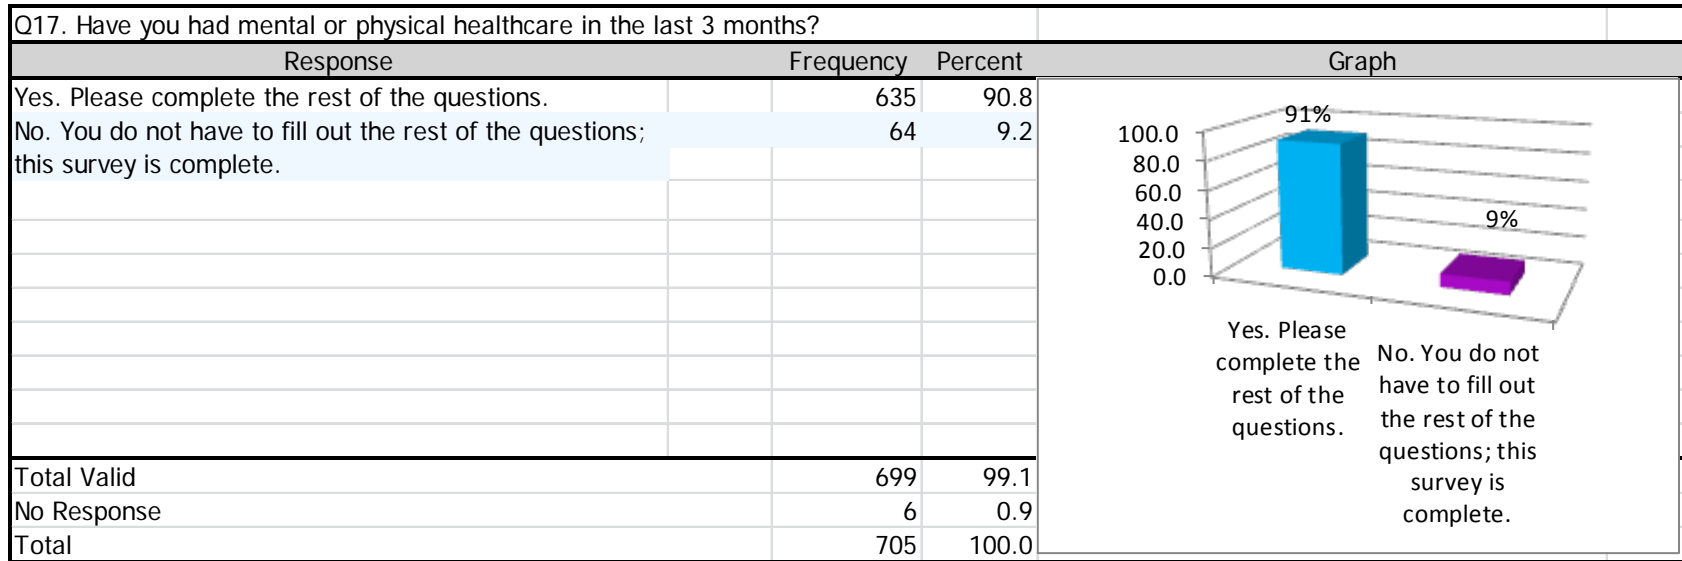 Q17. Have you had mental or physical healthcare in the last 3 months?
Response Frequency Percent Graph
Yes. Please complete the rest of the questions. 635 90.8
No. You do not have to fill out the rest of the questions; 64 9.2
this survey is complete.
Total Valid 699 99.1
No Response 6 0.9
Total 705 100.0
91%
100.0
80.0
60.0
40.0
20.0
0.0
9%
Yes. Please
complete the
rest of the
questions.
No. You do not
have to fill out
the rest of the
questions; this
survey is
complete.